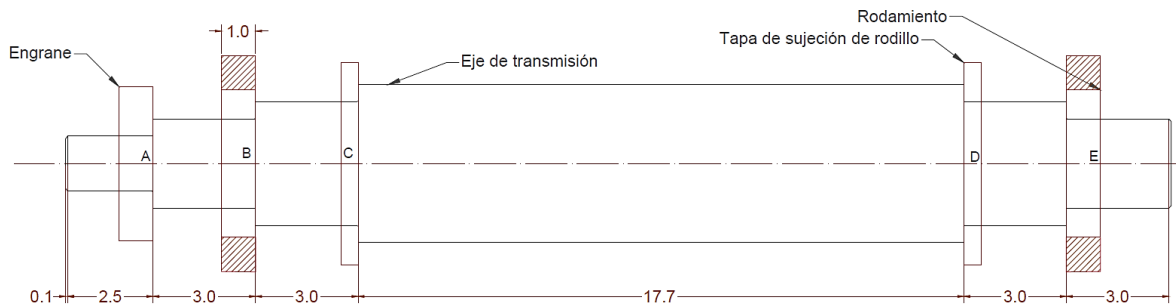 Rodamiento
1.0
Tapa de sujeción de rodillo
Engrane
Eje de transmisión
A
B
C
D
E
0.1
2.5
3.0
3.0
17.7
3.0
3.0